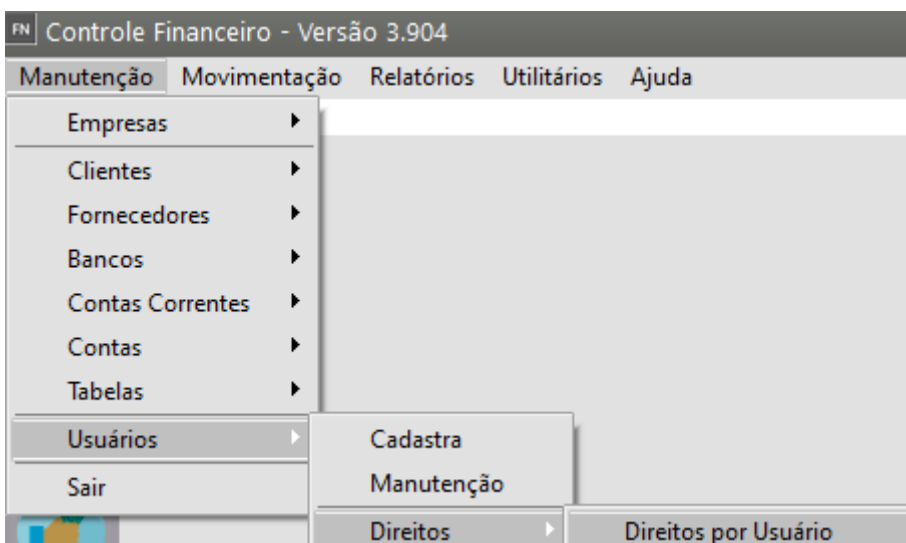 FN Controle Financeiro - Versão 3.904
Manutenção Movimentação Relatórios Utilitários Ajuda
Empresas
Clientes
Fornecedores
Bancos
Contas Correntes
Contas
Tabelas
Usuários
Sair
Cadastra
Manutenção
Direitos
Direitos por Usuário